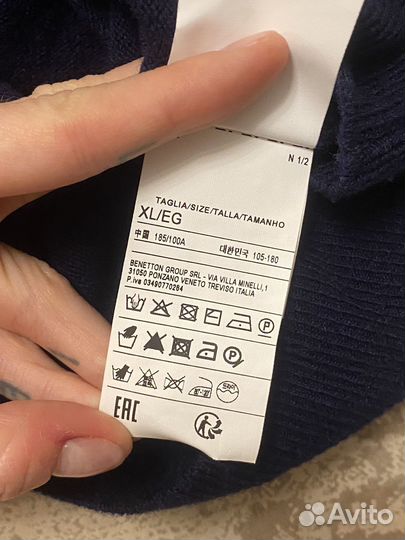 N 1/2
TAGLIA/SIZE/TALLA/TAMANHO
XL/EG
中國 185/100A 대한민국 105-180
BENETTON GROUP SRL - VIA VILLA MINELLI,1
31050 PONZANO VENETO TREVISO ITALIA
P.iva 03490770264
EAC
Avito